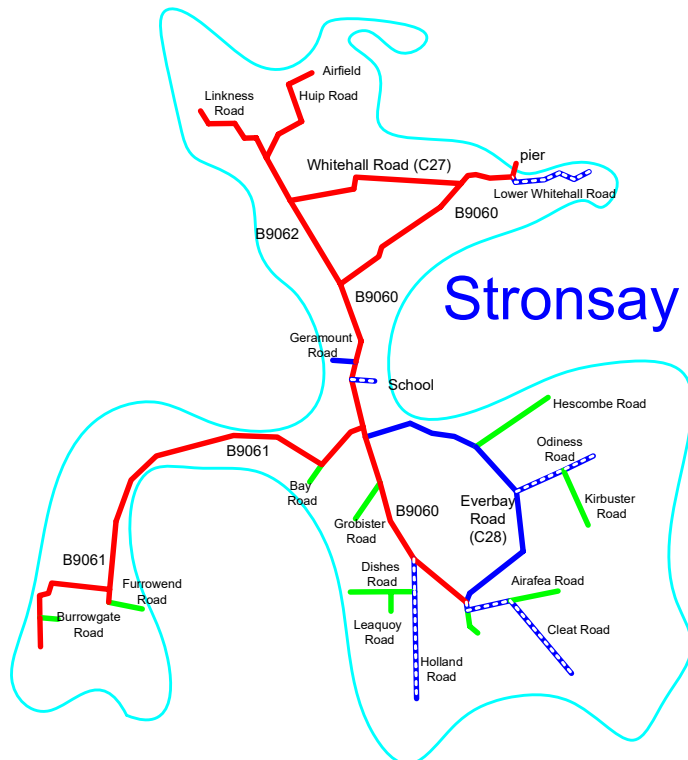 Airfield
Linkness
Road
Huip Road
pier
Whitehall Road (C27)
Lower Whitehall Road
B9060
B9062
B9060
Stronsay
Geramount
Road
School
Hescombe Road
Odiness
Road
B9061
Bay
Road
Kirbuster
Road
Everbay
Road
(C28)
B9060
Grobister
Road
B9061
Furrowend
Road
Dishes
Road
Airafea Road
Burrowgate
Road
Leaquoy
Road
Cleat Road
Holland
Road